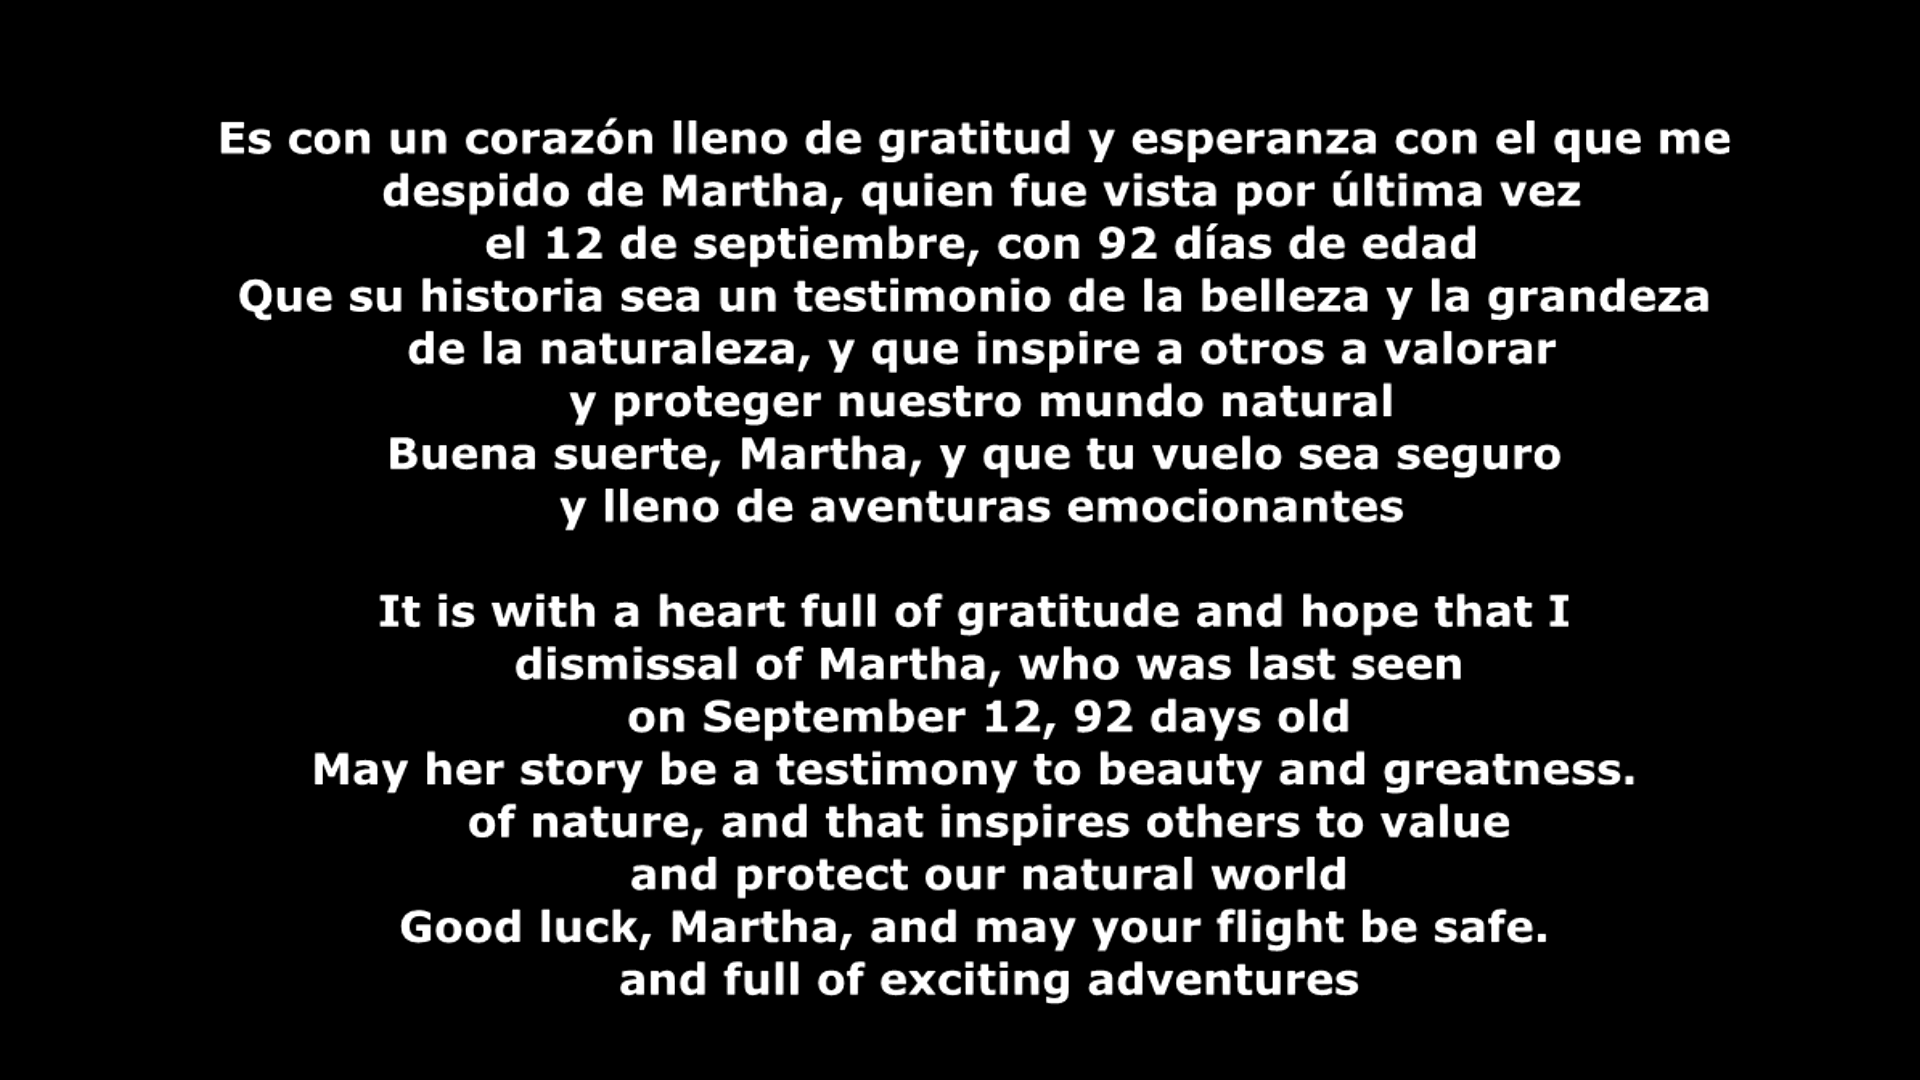 Es con un corazón lleno de gratitud y esperanza con el que me
despido de Martha, quien fue vista por última vez
el 12 de septiembre, con 92 días de edad
Que su historia sea un testimonio de la belleza y la grandeza
de la naturaleza, y que inspire a otros a valorar
y proteger nuestro mundo natural
Buena suerte, Martha, y que tu vuelo sea seguro
y lleno de aventuras emocionantes
It is with a heart full of gratitude and hope that I
dismissal of Martha, who was last seen
on September 12, 92 days old
May her story be a testimony to beauty and greatness.
of nature, and that inspires others to value
and protect our natural world
Good luck, Martha, and may your flight be safe.
and full of exciting adventures